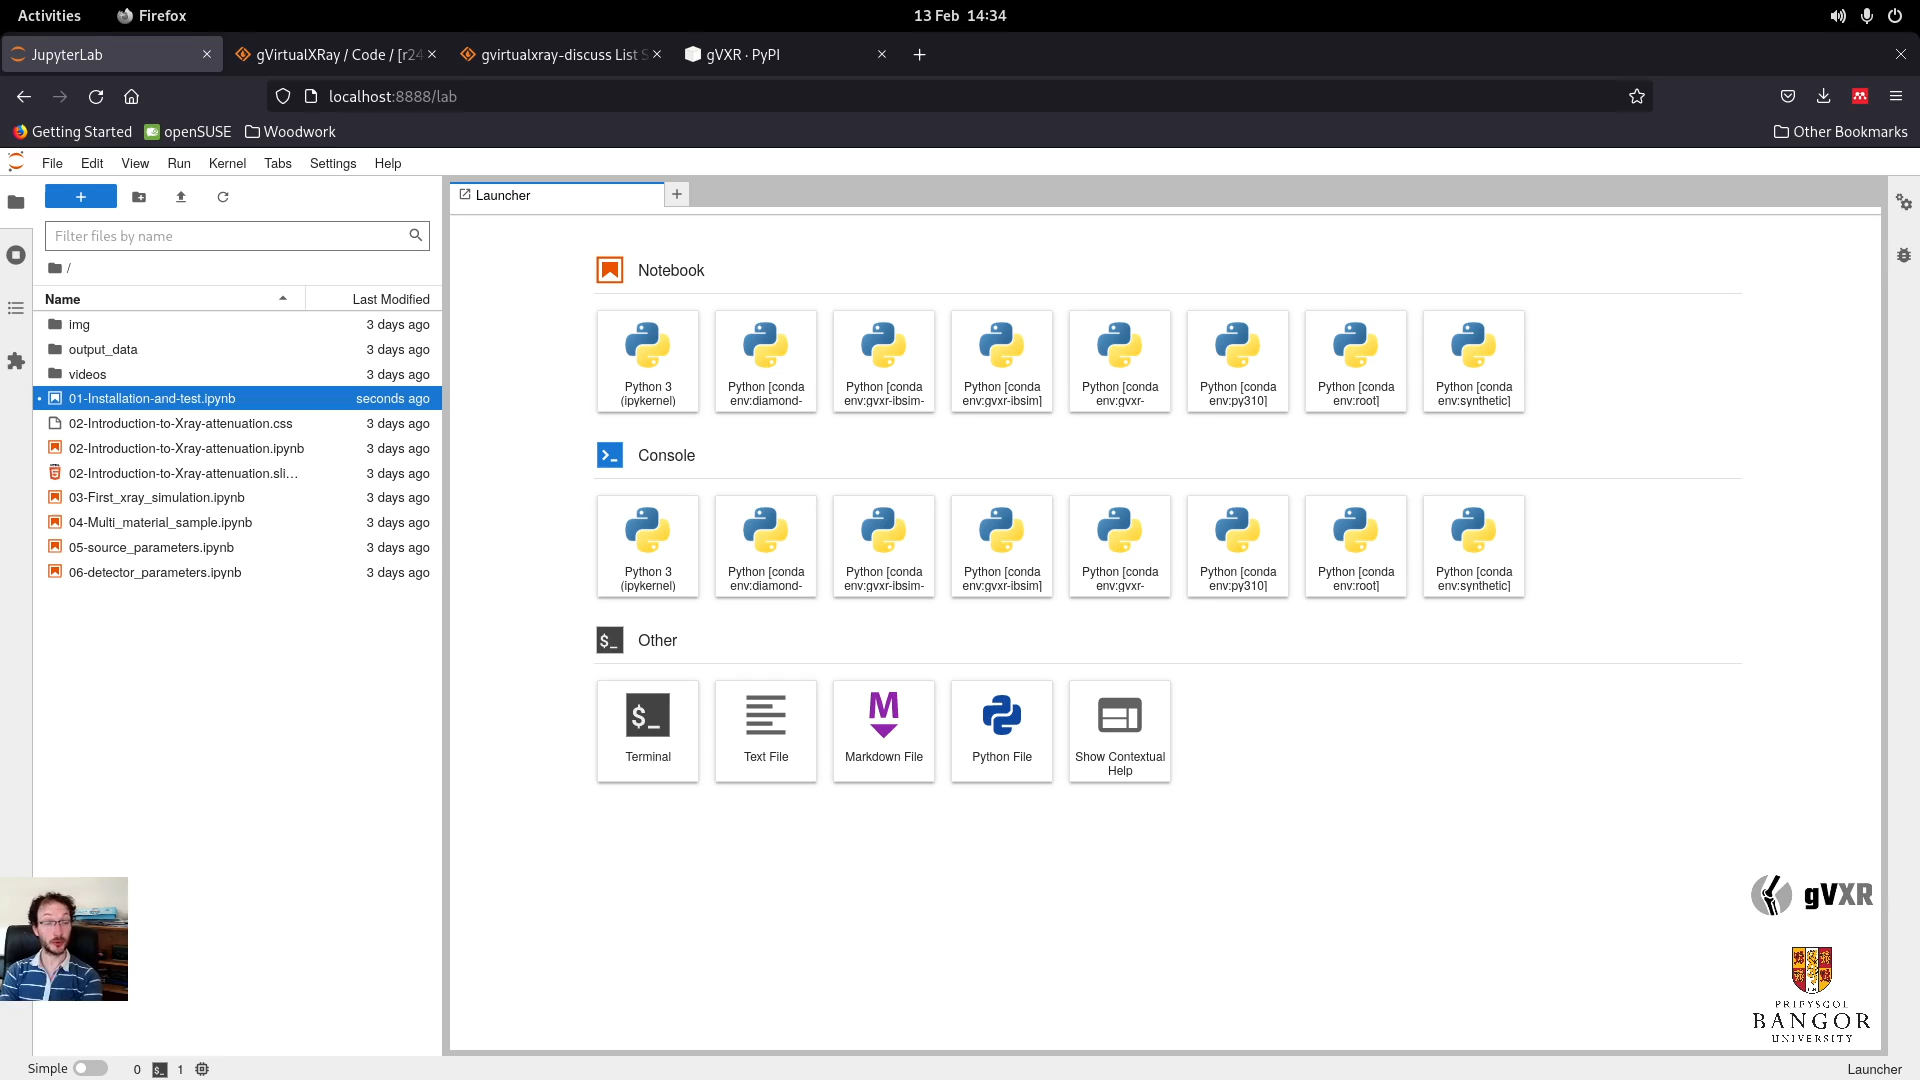 Activities
Firefox
13 Feb 14:34
JupyterLab
gVirtualXRay / Code / [r24
gvirtualxray-discuss List S
gVXR · PyPI
localhost:8888/lab
Getting Started
openSUSE
Woodwork
Other Bookmarks
File Edit View Run Kernel Tabs Settings Help
Launcher
Filter files by name
/
Name Last Modified
img 3 days ago
output_data 3 days ago
videos 3 days ago
01-Installation-and-test.ipynb seconds ago
02-Introduction-to-Xray-attenuation.css 3 days ago
02-Introduction-to-Xray-attenuation.ipynb 3 days ago
02-Introduction-to-Xray-attenuation.sli... 3 days ago
03-First_xray_simulation.ipynb 3 days ago
04-Multi_material_sample.ipynb 3 days ago
05-source_parameters.ipynb 3 days ago
06-detector_parameters.ipynb 3 days ago
Notebook
Python 3
(ipykernel)
Python [conda
env:diamond-
Python [conda
env:gvxr-ibsim-
Python [conda
env:gvxr-ibsim]
Python [conda
env:gvxr-
Python [conda
env:py310]
Python [conda
env:root]
Python [conda
env:synthetic]
Console
Python 3
(ipykernel)
Python [conda
env:diamond-
Python [conda
env:gvxr-ibsim-
Python [conda
env:gvxr-ibsim]
Python [conda
env:gvxr-
Python [conda
env:py310]
Python [conda
env:root]
Python [conda
env:synthetic]
$_ Other
$_
Terminal
Text File
M
Markdown File
Python File
Show Contextual
Help
gVXR
PRIFYSGOL
BANGOR
UNIVERSITY
Simple
0 $_ 1
Launcher